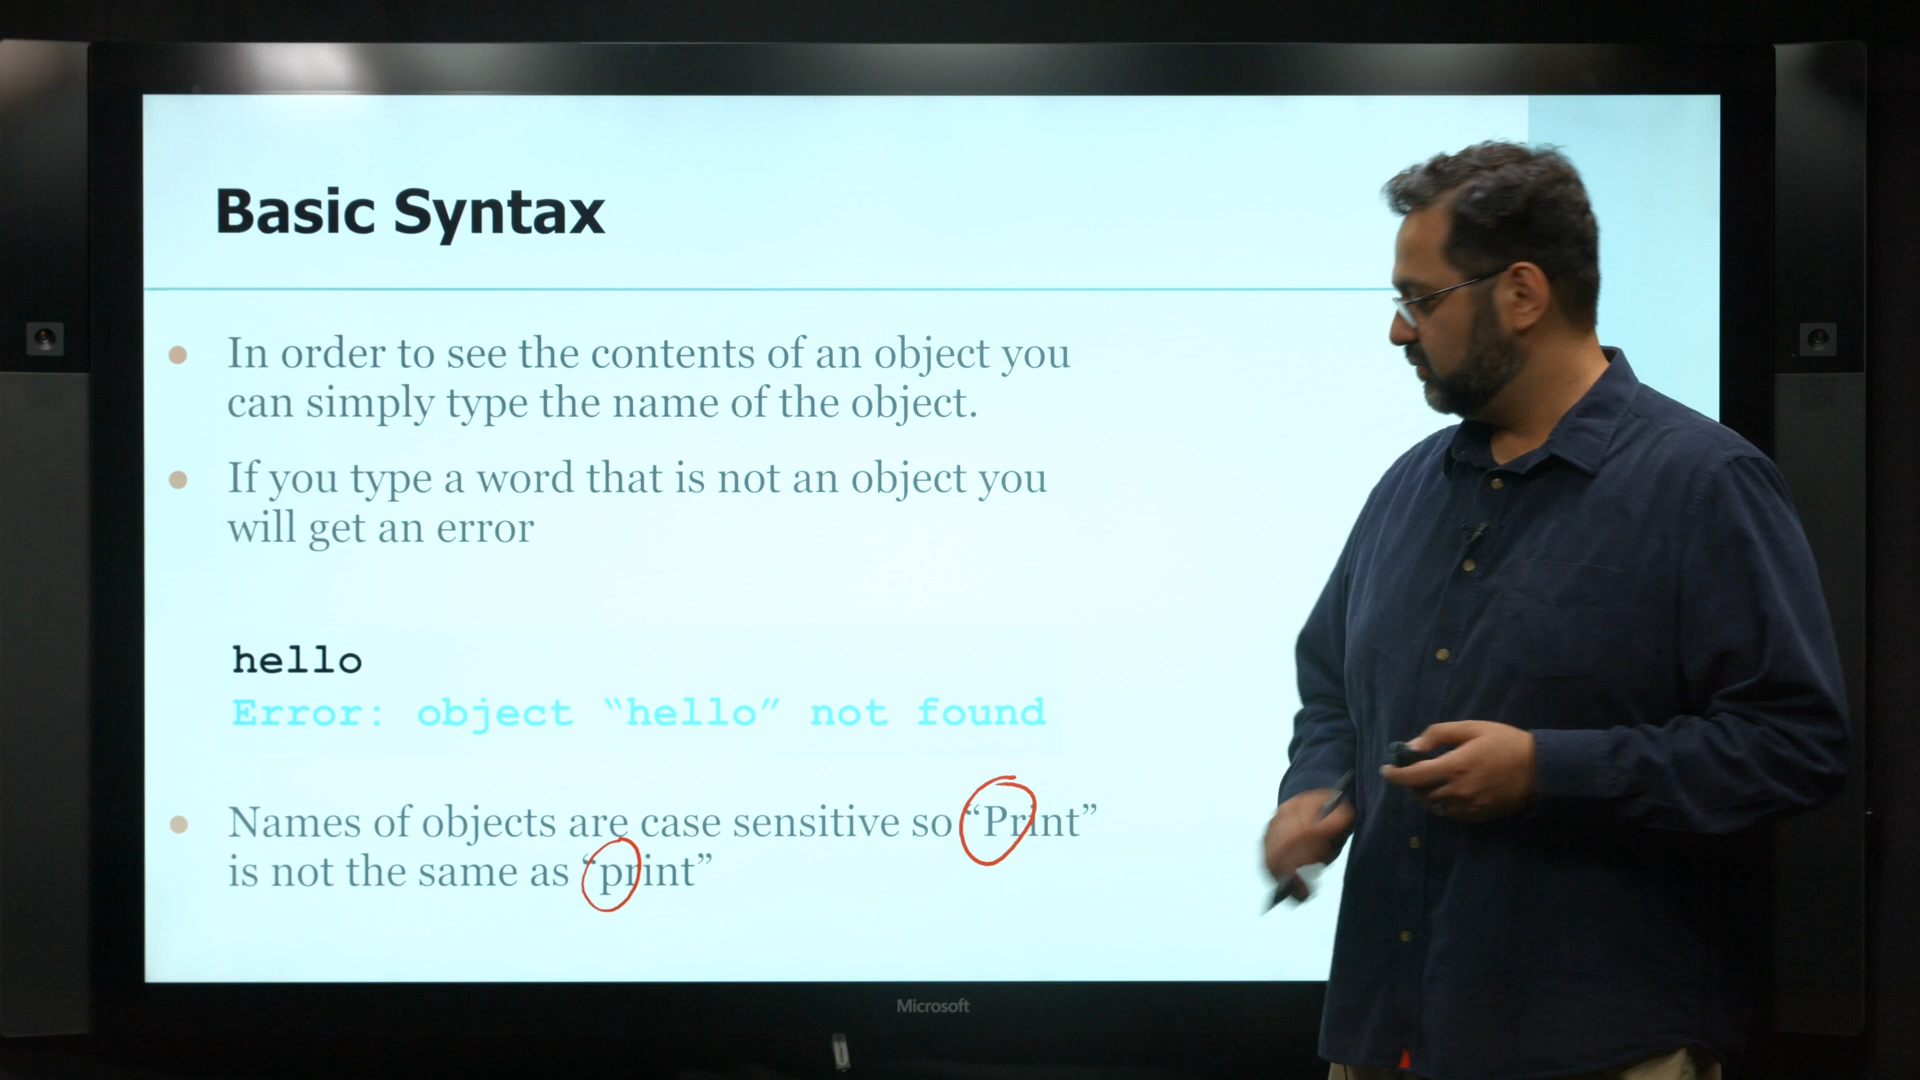 Basic Syntax
In order to see the contents of an object you
can simply type the name of the object.
If you type a word that is not an object you
will get an error
hello
Error: object “hello” not found
Names of objects are case sensitive so “Print”
is not the same as “print”
Microsoft